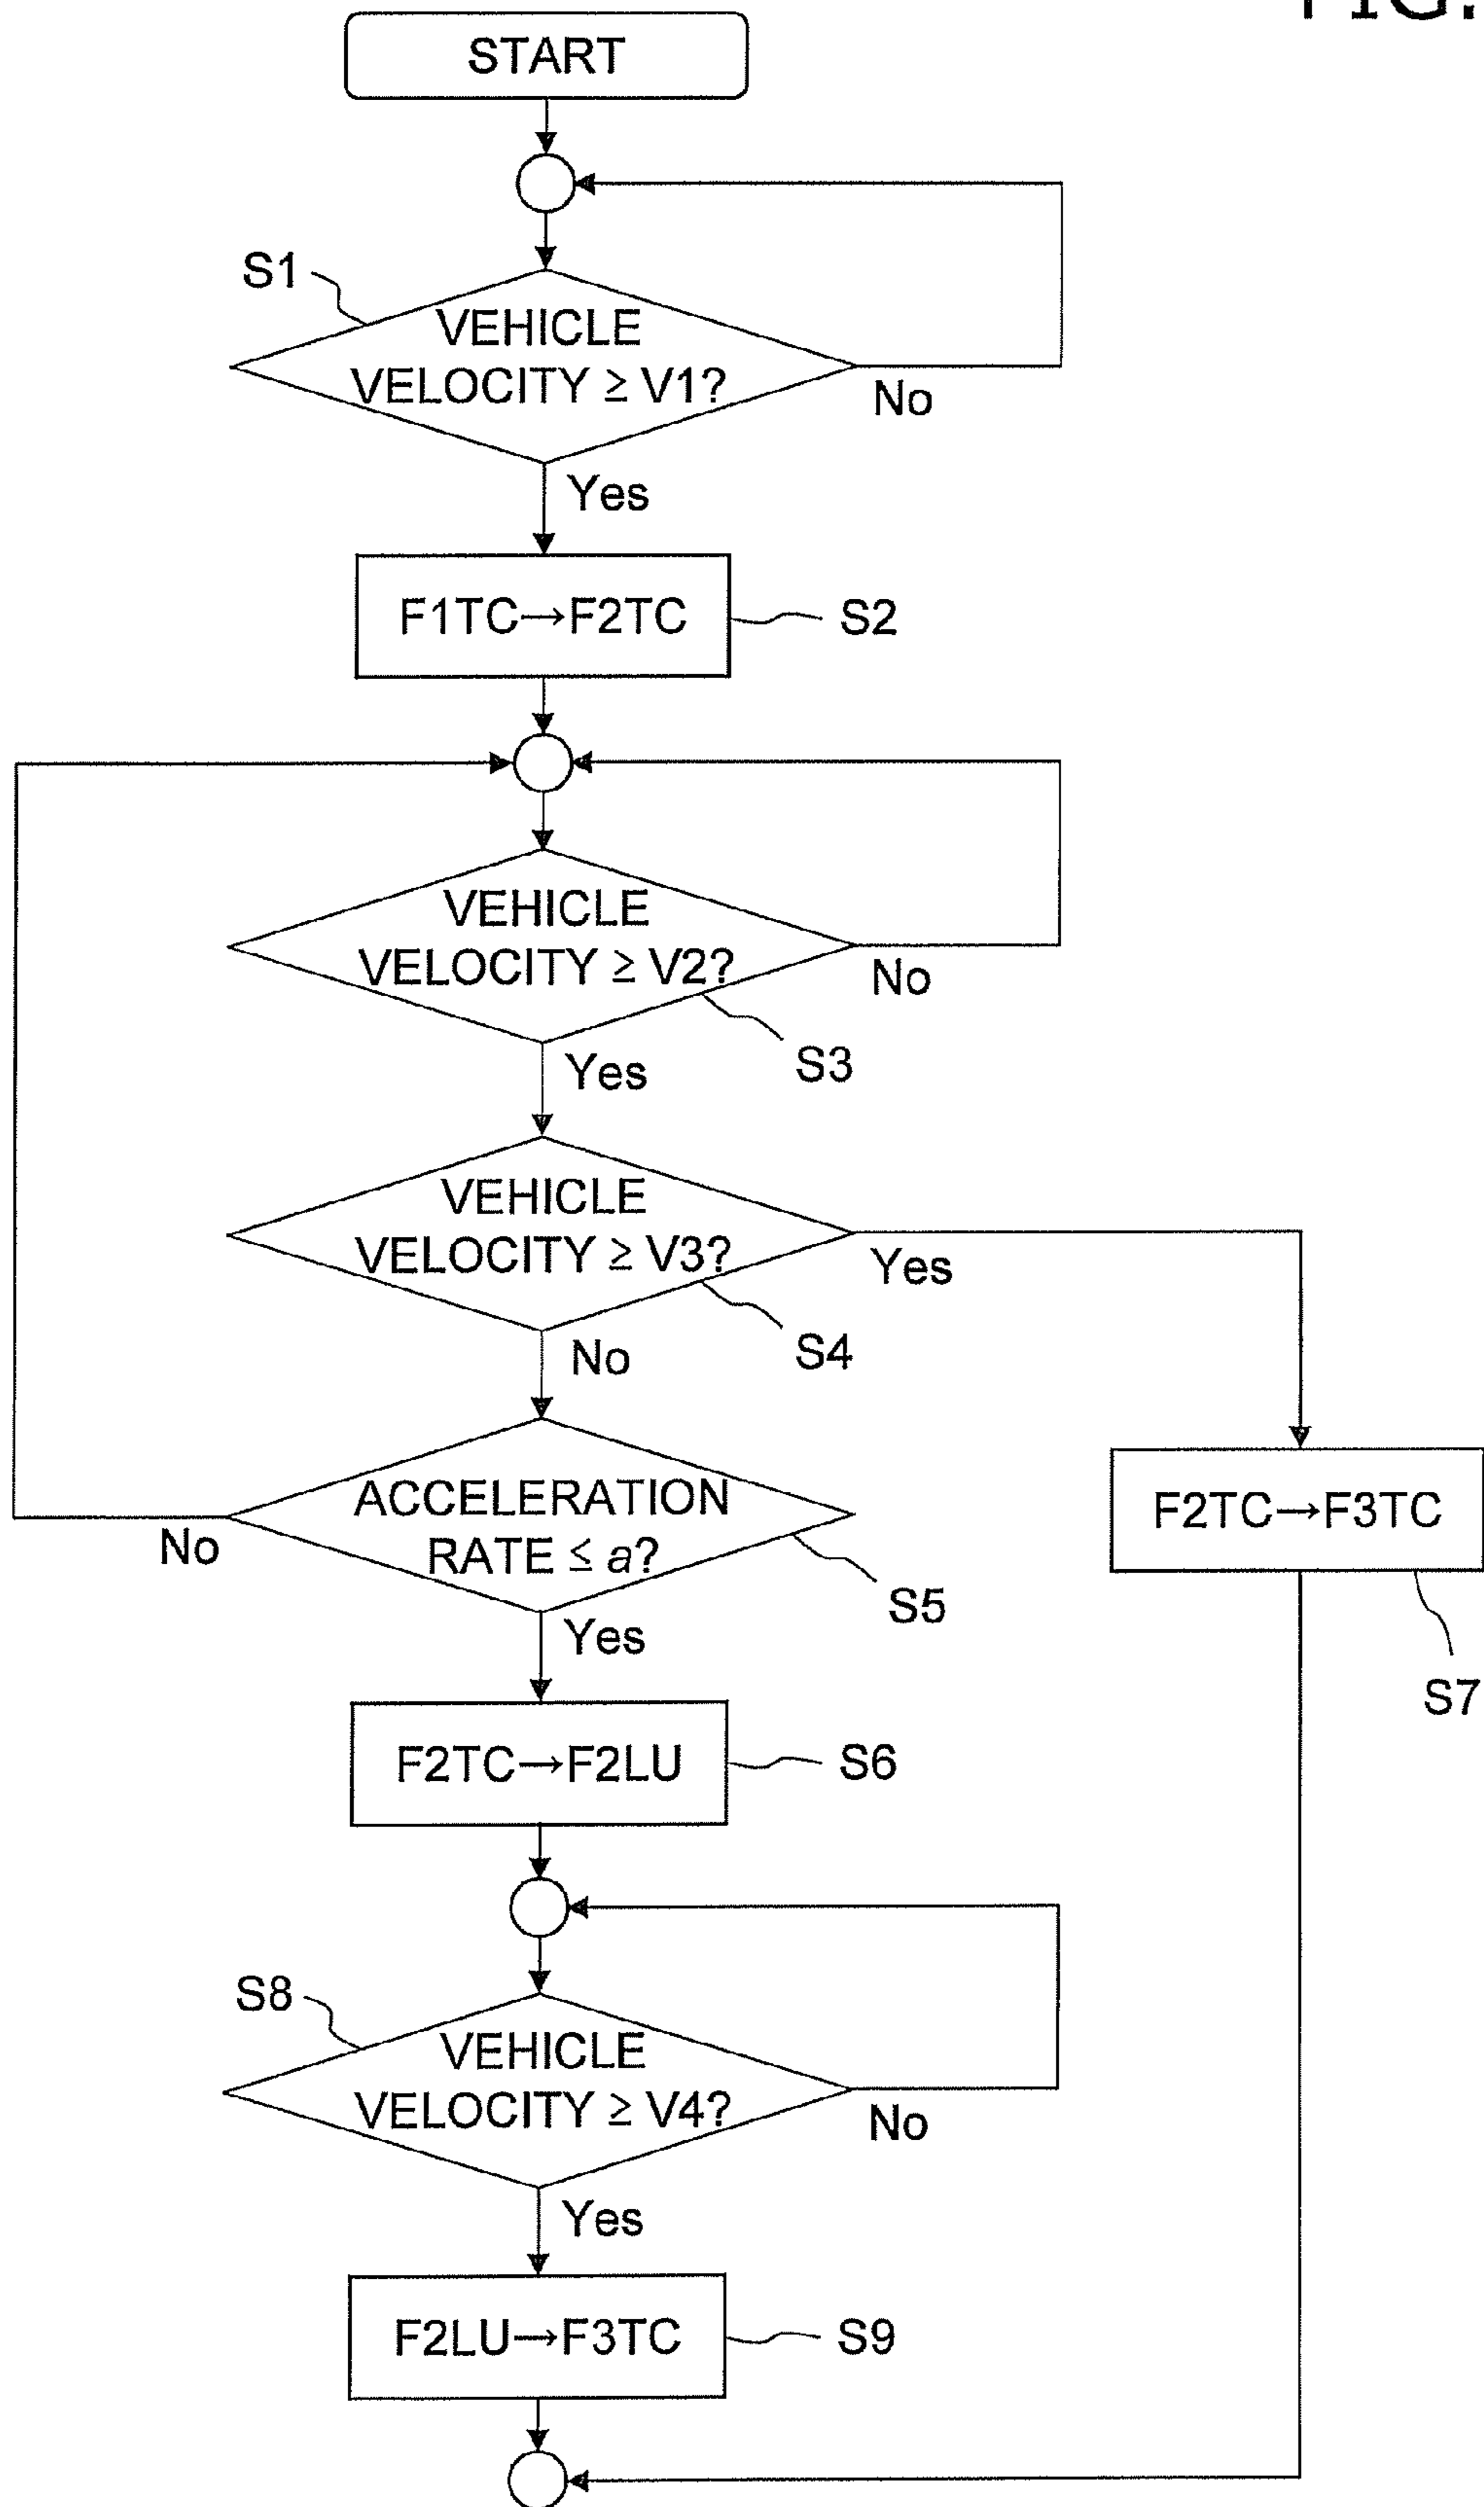 FIG.
START
S1
VEHICLE
VELOCITY ≥ V1?
No
Yes
F1TC→F2TC
S2
VEHICLE
VELOCITY ≥ V2?
No
S3
Yes
VEHICLE
VELOCITY ≥ V3?
Yes
S4
No
ACCELERATION
RATE ≤ a?
No
S5
F2TC→F3TC
S7
Yes
F2TC→F2LU
S6
S8
VEHICLE
VELOCITY ≥ V4?
No
Yes
F2LU→F3TC
S9